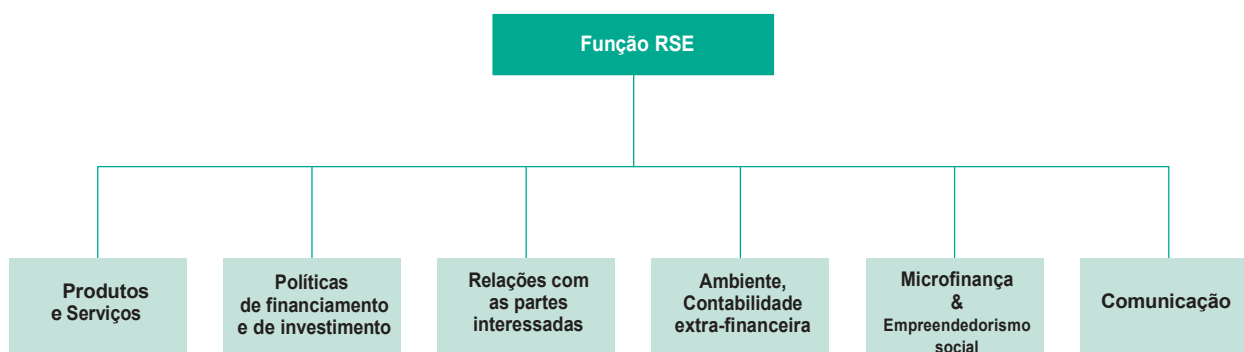 Função RSE
Produtos
e Serviços
Políticas
de financiamento
e de investimento
Relações com
as partes
interessadas
Ambiente,
Contabilidade
extra-financeira
Microfinança
&
Empreendedorismo
social
Comunicação